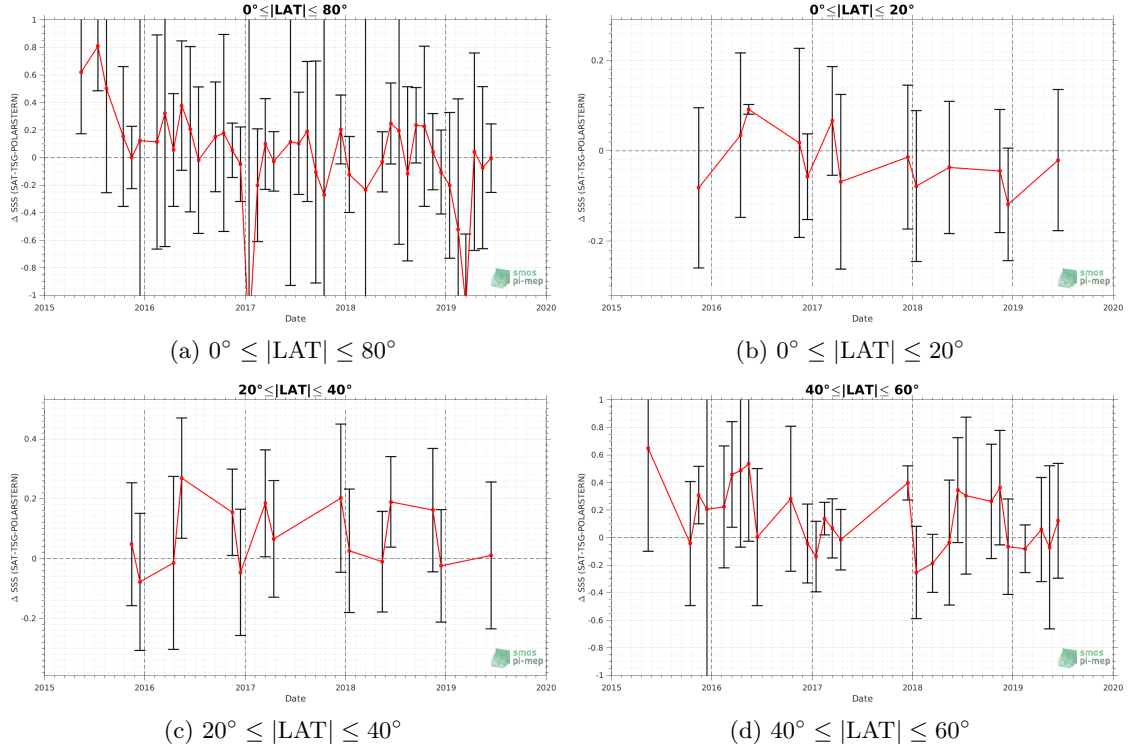 0°≤|LAT|≤ 80°
Δ SSS (SAT-TSG-POLARSTERN)
1
0.8
0.6
0.4
0.2
0
-0.2
-0.4
-0.6
-0.8
-1
2015 2016 2017 2018 2019 2020
Date
smos
pi-mep
(a) 0° ≤ |LAT| ≤ 80°
0°≤|LAT|≤ 20°
Δ SSS (SAT-TSG-POLARSTERN)
0.2
0
-0.2
2015 2016 2017 2018 2019 2020
Date
smos
pi-mep
(b) 0° ≤ |LAT| ≤ 20°
20°≤|LAT|≤ 40°
Δ SSS (SAT-TSG-POLARSTERN)
0.4
0.2
0
-0.2
2015 2016 2017 2018 2019 2020
Date
smos
pi-mep
(c) 20° ≤ |LAT| ≤ 40°
40°≤|LAT|≤ 60°
Δ SSS (SAT-TSG-POLARSTERN)
1
0.8
0.6
0.4
0.2
0
-0.2
-0.4
-0.6
-0.8
-1
2015 2016 2017 2018 2019 2020
Date
smos
pi-mep
(d) 40° ≤ |LAT| ≤ 60°